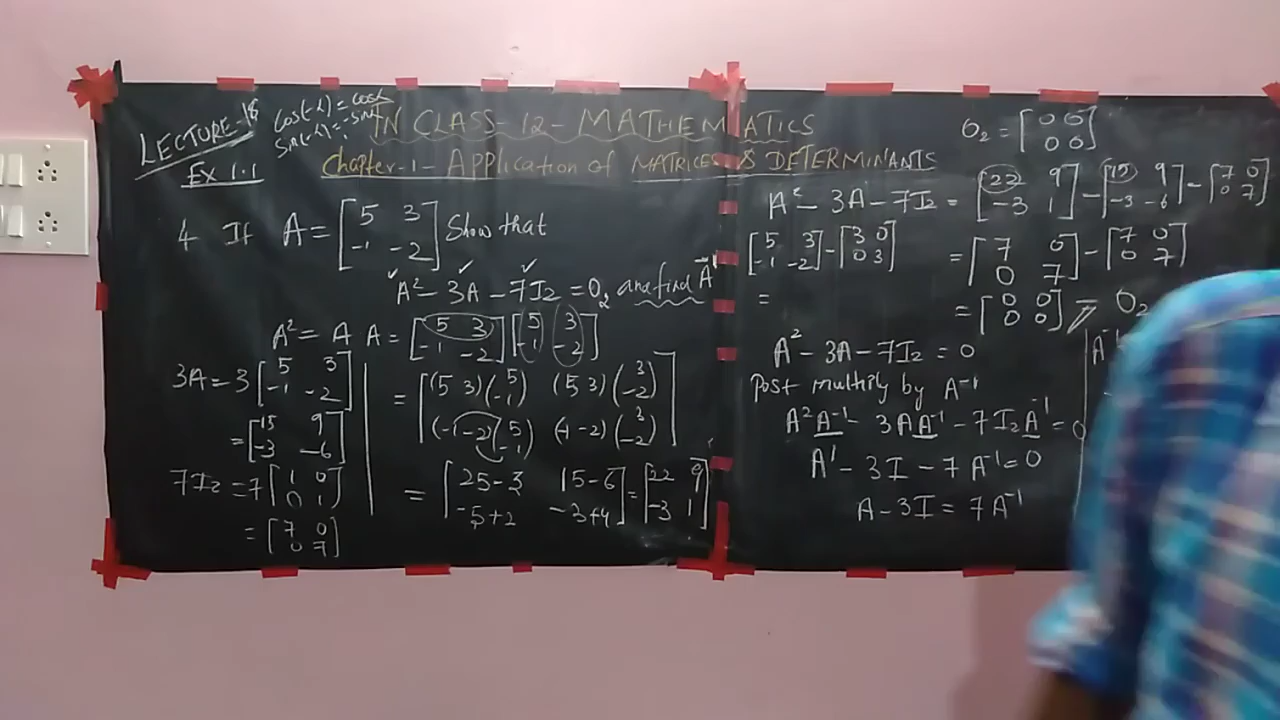 LECTURE-18
cos(-α) = cosα
sin(-α) = -sinα
TN CLASS-12-MATHEMATICS
Ex 1.1
Chapter-1-Application of MATRICES & DETERMINANTS
4 If A = [5 3; -1 -2] Show that
A² - 3A - 7I₂ = O₂ and find A⁻¹
A² = A A = [5 3; -1 -2] [5 3; -1 -2]
= [(5 3)(5; -1) (5 3)(3; -2); (-1 -2)(5; -1) (-1 -2)(3; -2)]
= [25-3 15-6; -5+2 -3+4] = [22 9; -3 1]
3A = 3 [5 3; -1 -2]
= [15 9; -3 -6]
7I₂ = 7 [1 0; 0 1]
= [7 0; 0 7]
O₂ = [0 0; 0 0]
A² - 3A - 7I₂ = [22 9; -3 1] - [15 9; -3 -6] - [7 0; 0 7]
= [7 0; 0 7] - [7 0; 0 7]
= [0 0; 0 0] = O₂
[5 3; -1 -2] - [3 0; 0 3]
=
A² - 3A - 7I₂ = 0
Post multiply by A⁻¹
A²A⁻¹ - 3AA⁻¹ - 7I₂A⁻¹ = 0
A¹ - 3I - 7A⁻¹ = 0
A - 3I = 7A⁻¹